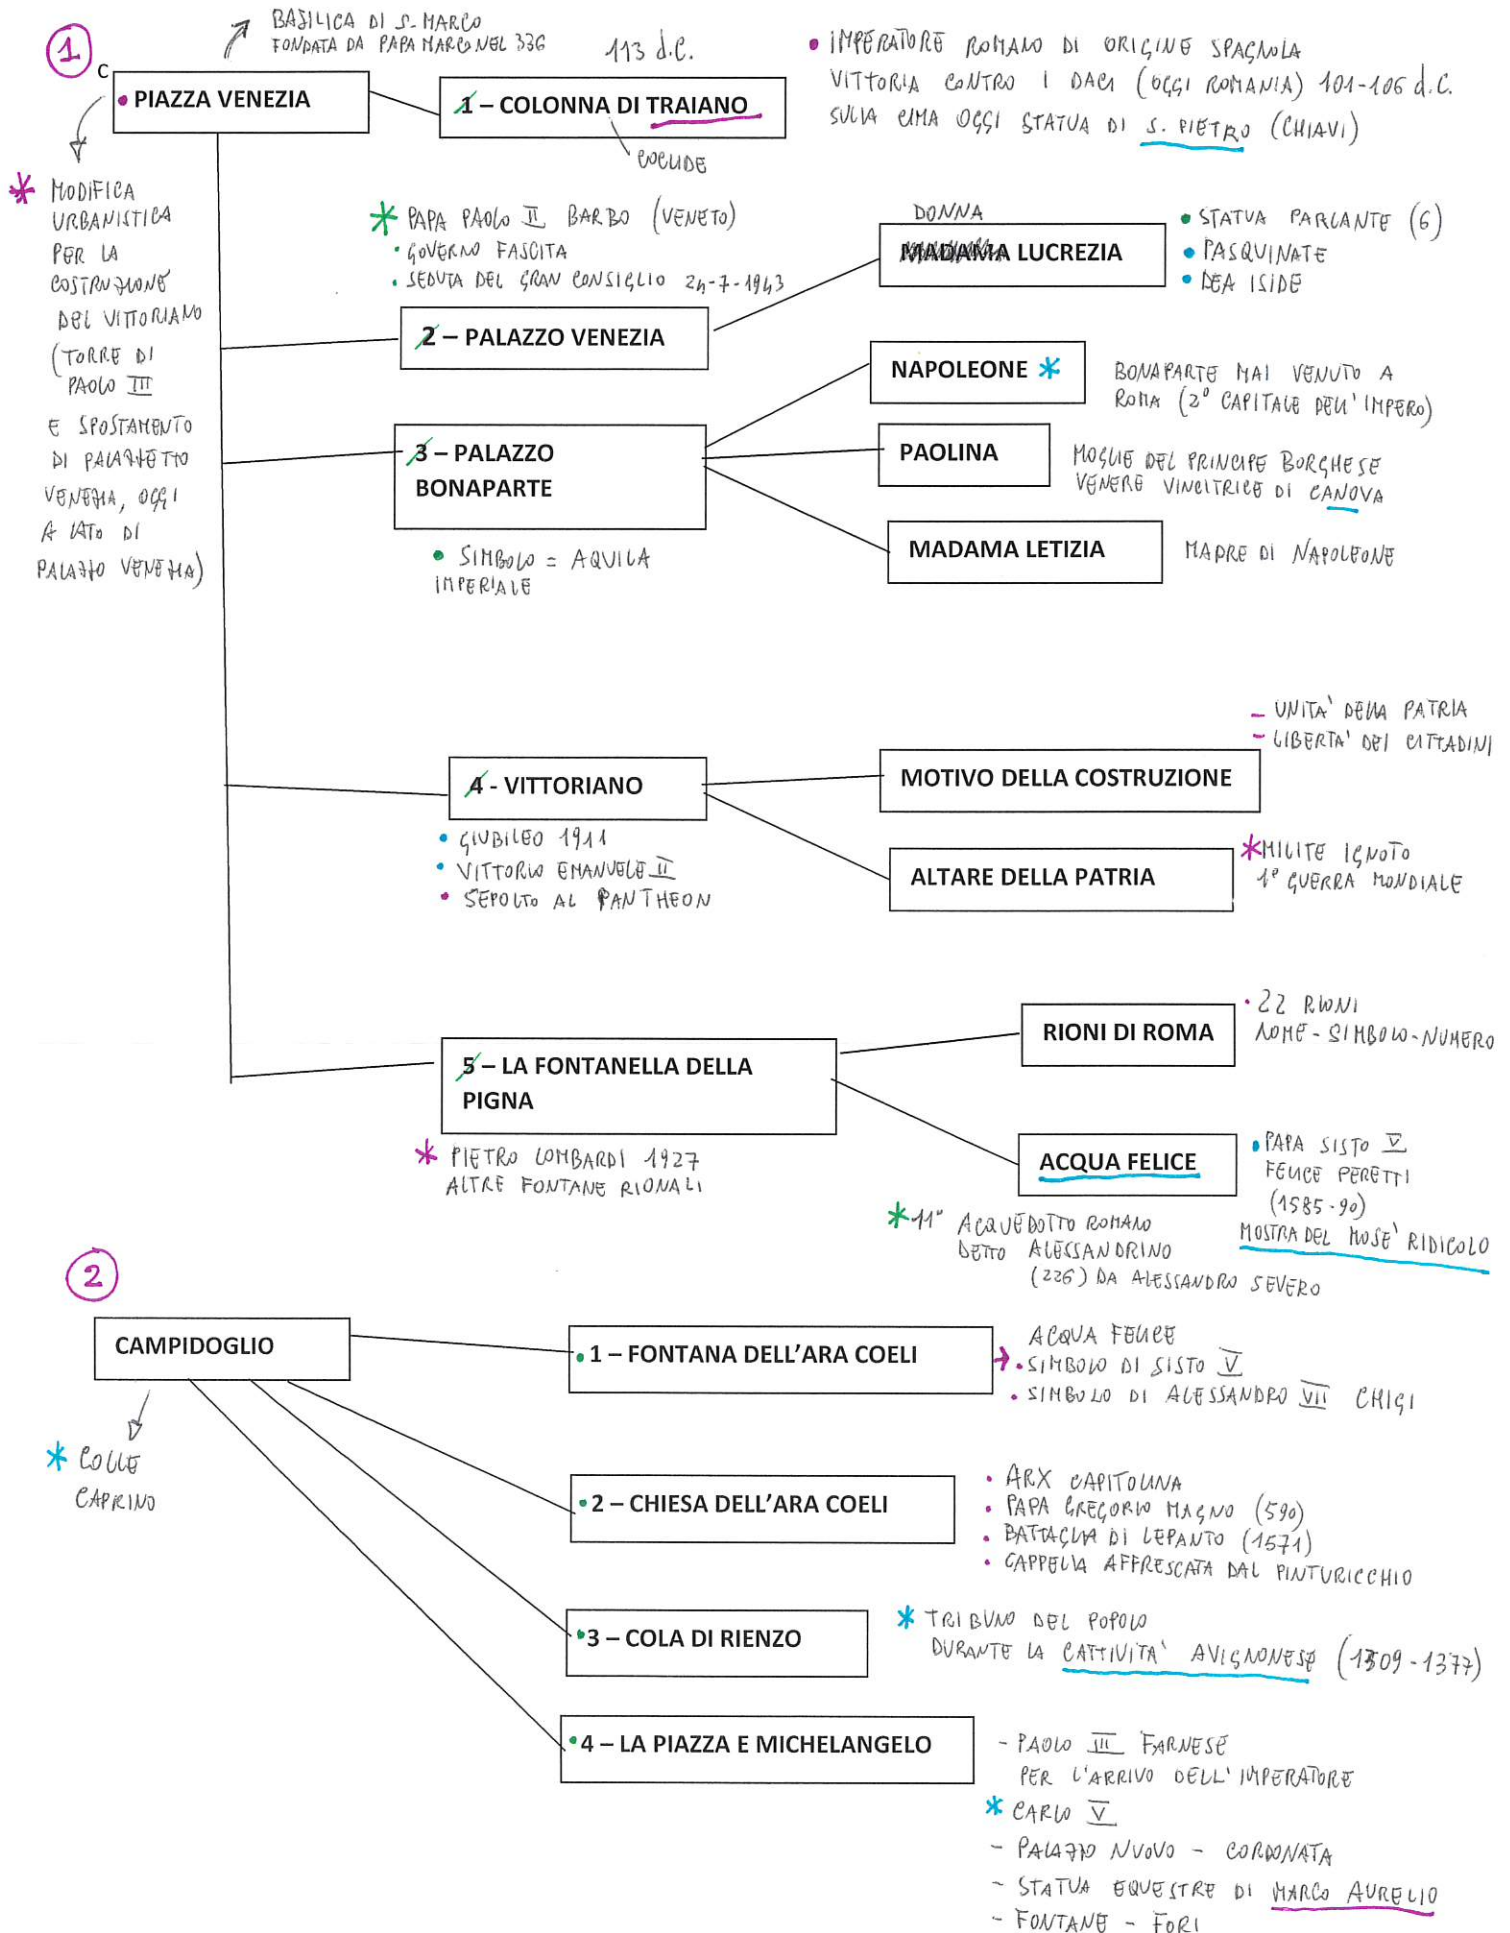 1
BASILICA DI S. MARCO
FONDATA DA PAPA MARCO NEL 336
C
• PIAZZA VENEZIA
113 d.C.
1 – COLONNA DI TRAIANO
COCLIDE
• IMPERATORE ROMANO DI ORIGINE SPAGNOLA
VITTORIA CONTRO I DACI (OGGI ROMANIA) 101-106 d.C.
SULLA CIMA OGGI STATUA DI S. PIETRO (CHIAVI)
* MODIFICA
URBANISTICA
PER LA
COSTRUZIONE
DEL VITTORIANO
(TORRE DI
PAOLO III
E SPOSTAMENTO
DI PALAZZETTO
VENEZIA, OGGI
A LATO DI
PALAZZO VENEZIA)
* PAPA PAOLO II BARBO (VENETO)
• GOVERNO FASCITA
• SEDUTA DEL GRAN CONSIGLIO 24-7-1943
2 – PALAZZO VENEZIA
DONNA
MADAMA LUCREZIA
• STATUA PARLANTE (6)
• PASQUINATE
• DEA ISIDE
3 – PALAZZO
BONAPARTE
• SIMBOLO = AQUILA
IMPERIALE
NAPOLEONE *
BONAPARTE MAI VENUTO A
ROMA (2° CAPITALE DELL'IMPERO)
PAOLINA
MOGLIE DEL PRINCIPE BORGHESE
VENERE VINCITRICE DI CANOVA
MADAMA LETIZIA
MADRE DI NAPOLEONE
4 - VITTORIANO
• GIUBILEO 1911
• VITTORIO EMANUELE II
• SEPOLTO AL PANTHEON
– UNITA' DELLA PATRIA
– LIBERTA' DEI CITTADINI
MOTIVO DELLA COSTRUZIONE
ALTARE DELLA PATRIA
* MILITE IGNOTO
1° GUERRA MONDIALE
5 – LA FONTANELLA DELLA
PIGNA
* PIETRO LOMBARDI 1927
ALTRE FONTANE RIONALI
RIONI DI ROMA
• 22 RIONI
NOME - SIMBOLO - NUMERO
ACQUA FELICE
• PAPA SISTO V
FELICE PERETTI
(1585-90)
MOSTRA DEL MOSE' RIDICOLO
* 11° ACQUEDOTTO ROMANO
DETTO ALESSANDRINO
(226) DA ALESSANDRO SEVERO
2
CAMPIDOGLIO
* COLLE
CAPRINO
• 1 – FONTANA DELL'ARA COELI
ACQUA FELICE
• SIMBOLO DI SISTO V
• SIMBOLO DI ALESSANDRO VII CHIGI
• 2 – CHIESA DELL'ARA COELI
• ARX CAPITOLINA
• PAPA GREGORIO MAGNO (590)
• BATTAGLIA DI LEPANTO (1571)
• CAPPELLA AFFRESCATA DAL PINTURICCHIO
• 3 – COLA DI RIENZO
* TRIBUNO DEL POPOLO
DURANTE LA CATTIVITA' AVIGNONESE (1309-1377)
• 4 – LA PIAZZA E MICHELANGELO
– PAOLO III FARNESE
PER L'ARRIVO DELL'IMPERATORE
* CARLO V
– PALAZZO NUOVO – CORDONATA
– STATUA EQUESTRE DI MARCO AURELIO
– FONTANE – FORI